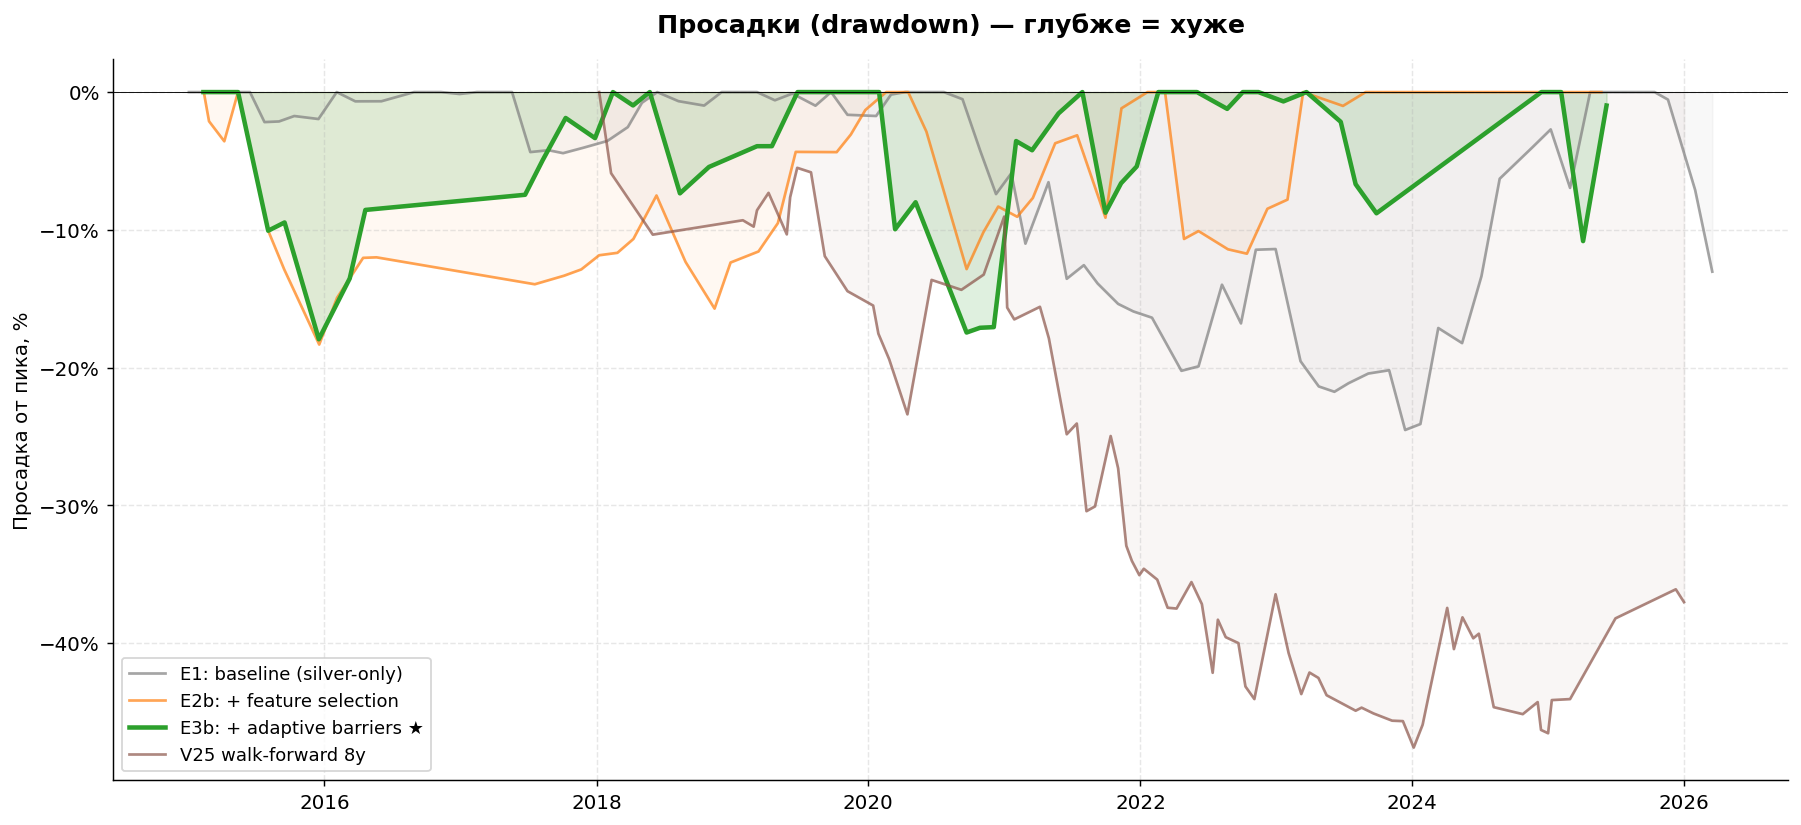 Просадки (drawdown) — глубже = хуже
Просадка от пика, %
0%
−10%
−20%
−30%
−40%
E1: baseline (silver-only)
E2b: + feature selection
E3b: + adaptive barriers ★
V25 walk-forward 8y
2016
2018
2020
2022
2024
2026